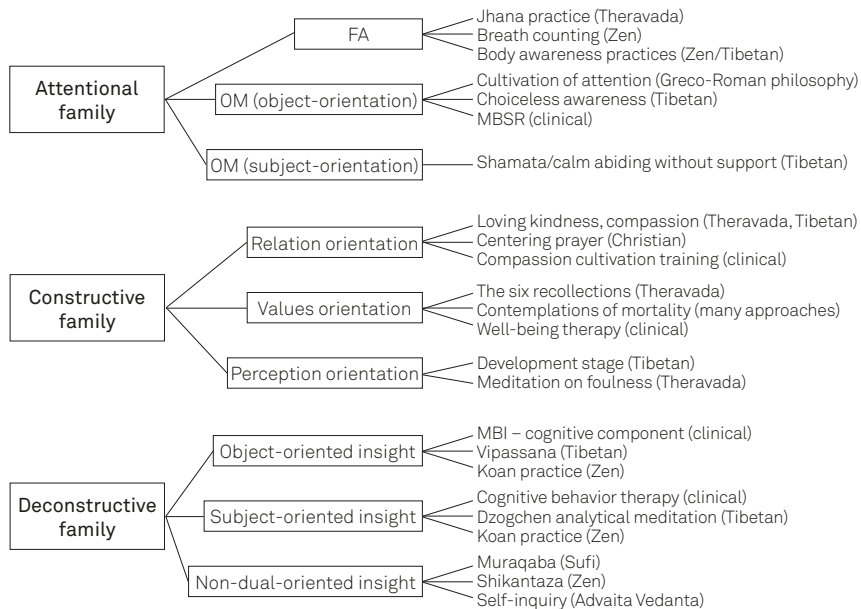 Attentional
family
FA
Jhana practice (Theravada)
Breath counting (Zen)
Body awareness practices (Zen/Tibetan)
OM (object-orientation)
Cultivation of attention (Greco-Roman philosophy)
Choiceless awareness (Tibetan)
MBSR (clinical)
OM (subject-orientation)
Shamata/calm abiding without support (Tibetan)
Constructive
family
Relation orientation
Loving kindness, compassion (Theravada, Tibetan)
Centering prayer (Christian)
Compassion cultivation training (clinical)
Values orientation
The six recollections (Theravada)
Contemplations of mortality (many approaches)
Well-being therapy (clinical)
Perception orientation
Development stage (Tibetan)
Meditation on foulness (Theravada)
Deconstructive
family
Object-oriented insight
MBI – cognitive component (clinical)
Vipassana (Tibetan)
Koan practice (Zen)
Subject-oriented insight
Cognitive behavior therapy (clinical)
Dzogchen analytical meditation (Tibetan)
Koan practice (Zen)
Non-dual-oriented insight
Muraqaba (Sufi)
Shikantaza (Zen)
Self-inquiry (Advaita Vedanta)